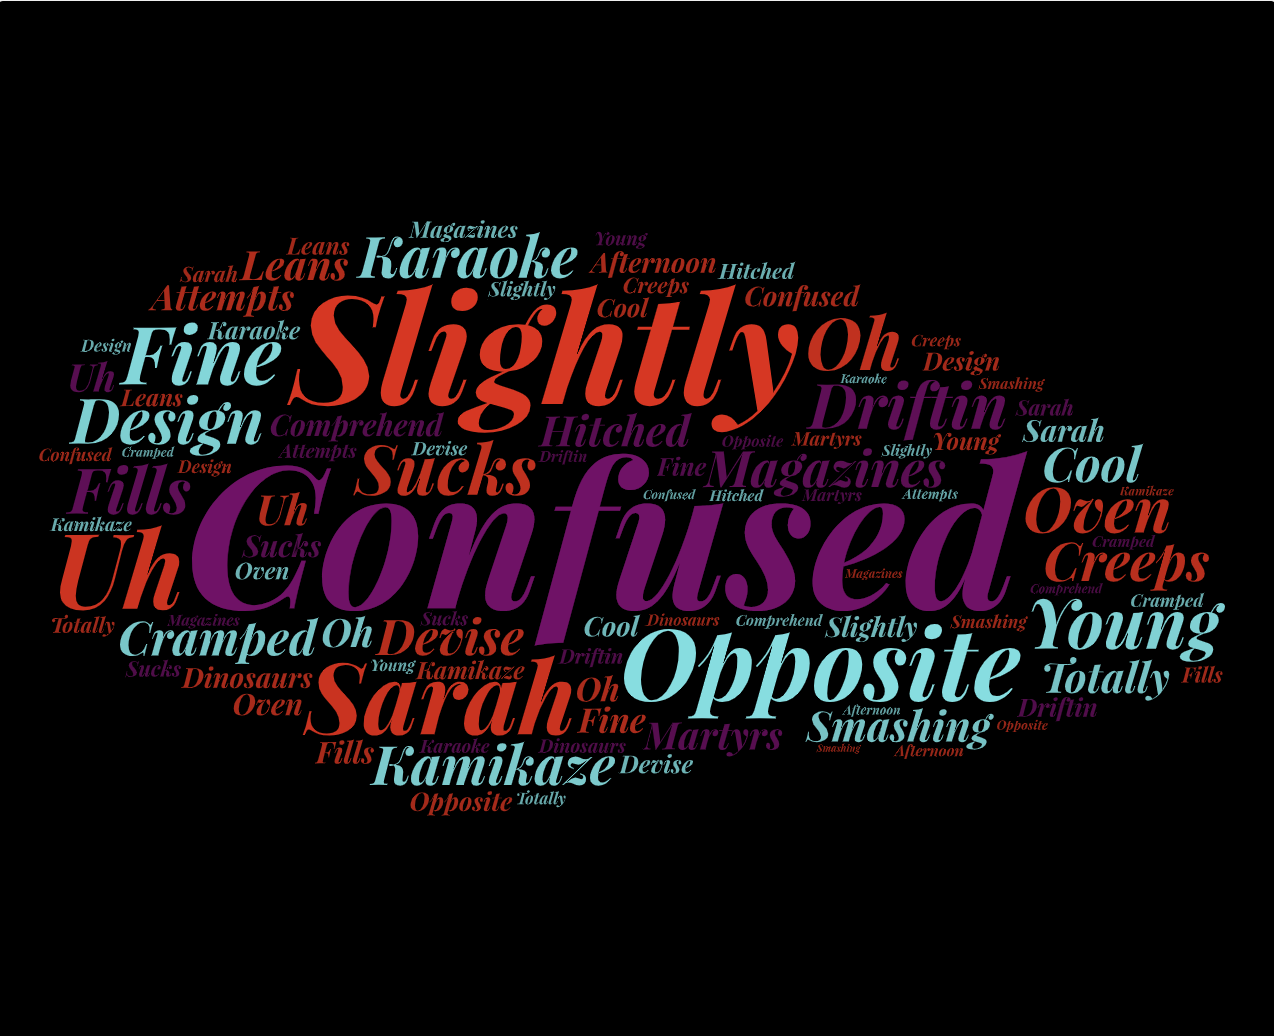 Magazines
Young
Leans
Karaoke
Afternoon
Hitched
Sarah
Leans
Creeps
Attempts
Slightly
Slightly
Cool
Confused
Karaoke
Fine
Oh
Creeps
Design
Design
Uh
Karaoke
Smashing
Leans
Driftin
Sarah
Design
Comprehend
Hitched
Sarah
Opposite
Martyrs
Young
Confused
Cramped
Attempts
Devise
Slightly
Design
Sucks
Driftin
Fine
Magazines
Cool
Fills
Confused
Confused
Hitched
Martyrs
Attempts
Kamikaze
Uh
Oven
Kamikaze
Uh
Sucks
Cramped
Oven
Magazines
Creeps
Comprehend
Cramped
Totally
Magazines
Sucks
Cool
Dinosaurs
Comprehend
Slightly
Smashing
Young
Cramped
Oh
Devise
Opposite
Driftin
Sucks
Young
Kamikaze
Totally
Fills
Dinosaurs
Sarah
Oh
Oven
Afternoon
Driftin
Fine
Smashing
Opposite
Martyrs
Fills
Karaoke
Dinosaurs
Smashing
Afternoon
Kamikaze
Devise
Opposite
Totally